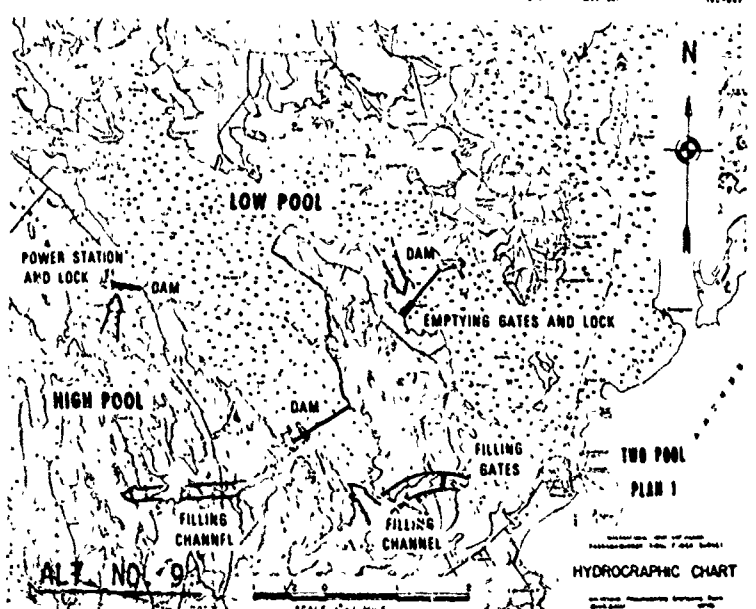 N
LOW POOL
POWER STATION
AND LOCK
DAM
DAM
EMPTYING GATES AND LOCK
HIGH POOL
DAM
FILLING
GATES
TWO POOL
PLAN 1
FILLING
CHANNEL
FILLING
CHANNEL
ALT. NO. 9
HYDROGRAPHIC CHART